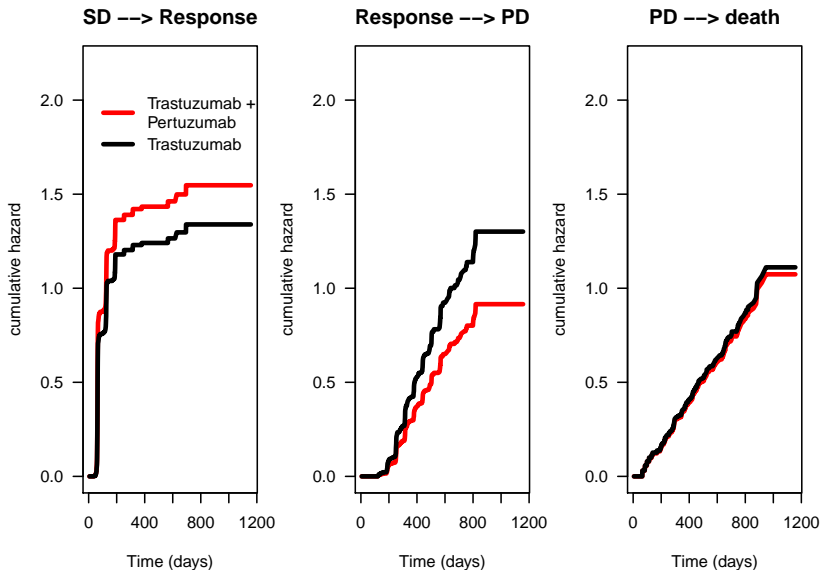 SD −−> Response
cumulative hazard
2.0
1.5
1.0
0.5
0.0
Trastuzumab +
Pertuzumab
Trastuzumab
0
400
800
1200
Time (days)
Response −−> PD
cumulative hazard
2.0
1.5
1.0
0.5
0.0
0
400
800
1200
Time (days)
PD −−> death
cumulative hazard
2.0
1.5
1.0
0.5
0.0
0
400
800
1200
Time (days)